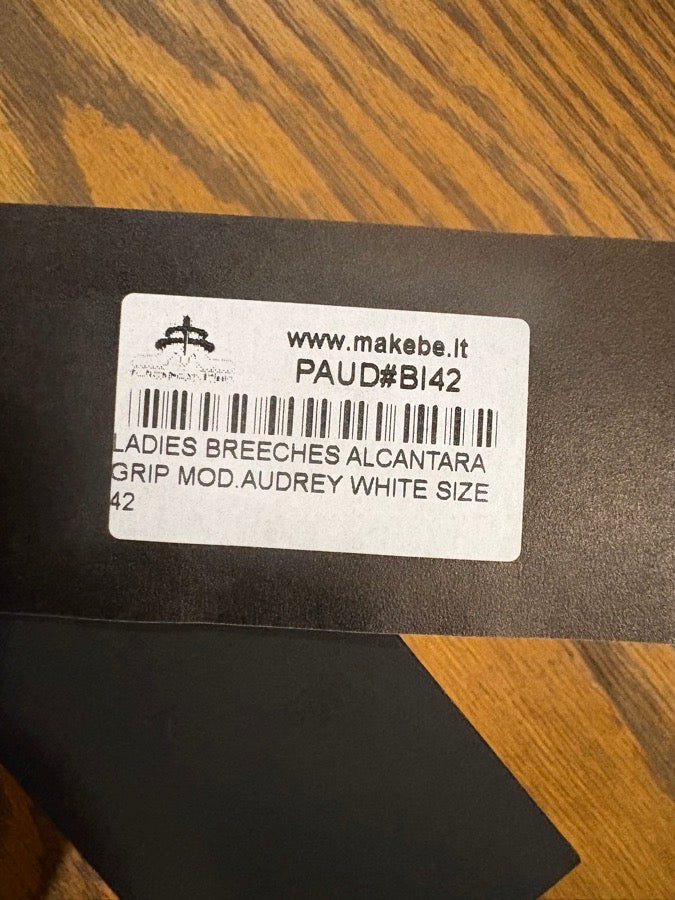 www.makebe.it
PAUD#BI42
LADIES BREECHES ALCANTARA
GRIP MOD.AUDREY WHITE SIZE
42